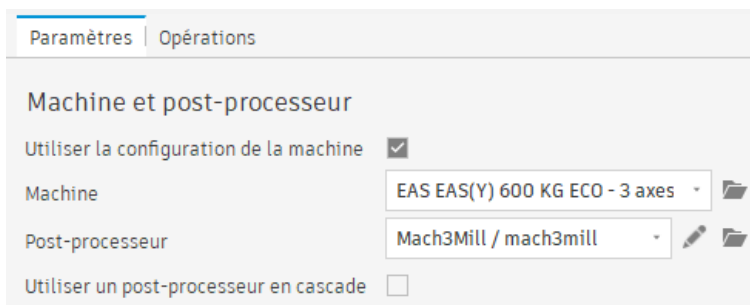 Paramètres Opérations
Machine et post-processeur
Utiliser la configuration de la machine
Machine EAS EAS(Y) 600 KG ECO - 3 axes
Post-processeur Mach3Mill / mach3mill
Utiliser un post-processeur en cascade